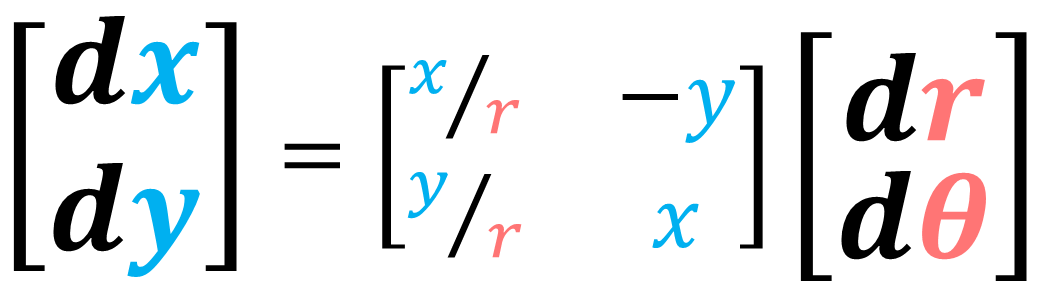 [dx] = [x/r -y] [dr]
[dy] [y/r x] [dθ]